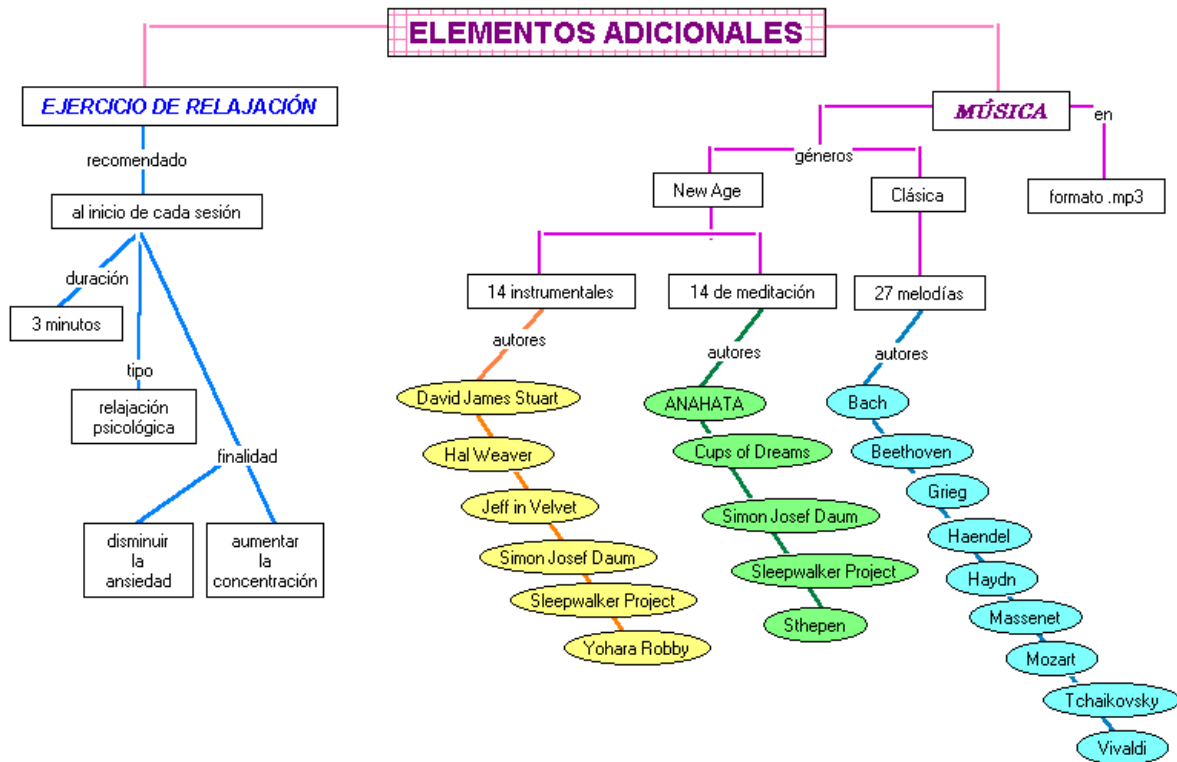 ELEMENTOS ADICIONALES
EJERCICIO DE RELAJACIÓN
recomendado
al inicio de cada sesión
duración
3 minutos
tipo
relajación
psicológica
finalidad
disminuir
la
ansiedad
aumentar
la
concentración
MÚSICA
en
formato .mp3
géneros
New Age
Clásica
14 instrumentales
autores
David James Stuart
Hal Weaver
Jeff in Velvet
Simon Josef Daum
Sleepwalker Project
Yohara Robby
14 de meditación
autores
ANAHATA
Cups of Dreams
Simon Josef Daum
Sleepwalker Project
Sthepen
27 melodías
autores
Bach
Beethoven
Grieg
Haendel
Haydn
Massenet
Mozart
Tchaikovsky
Vivaldi